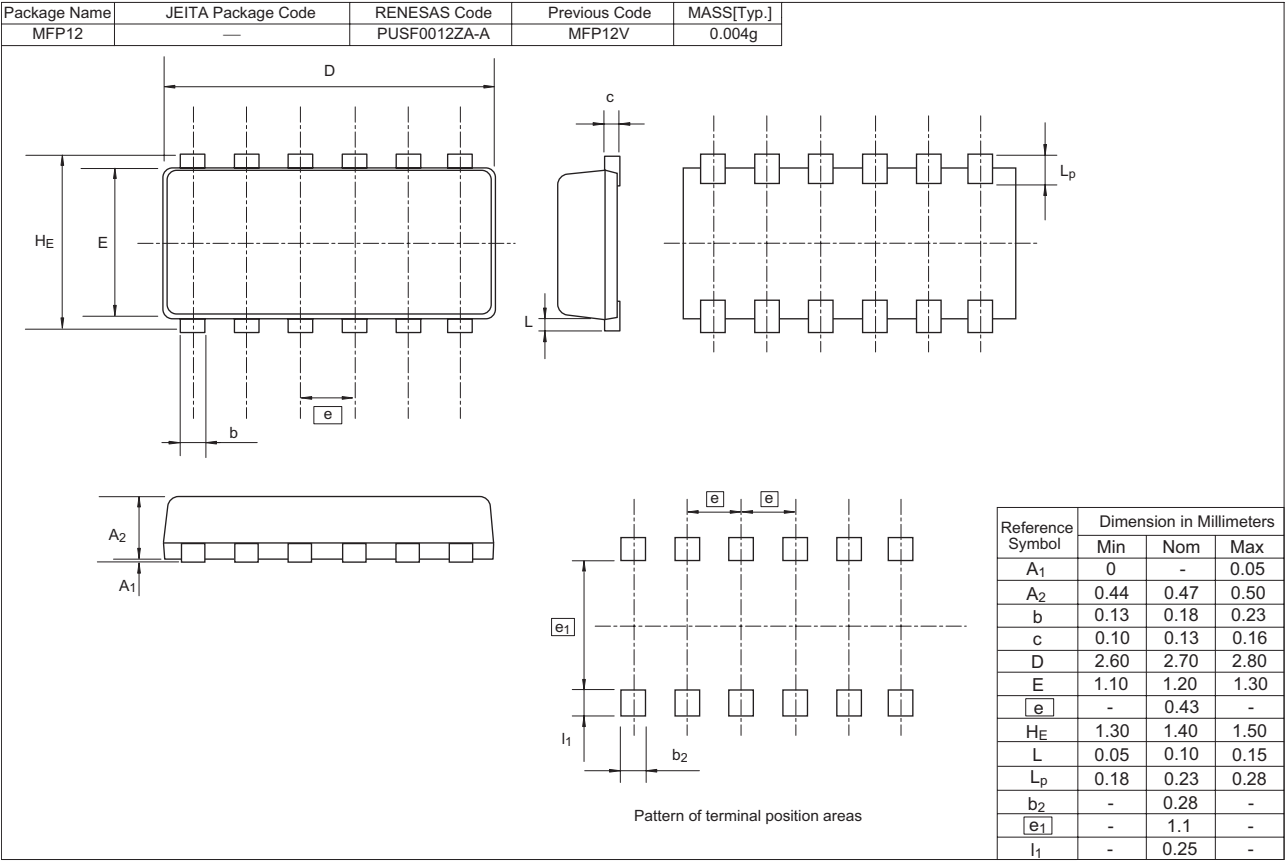 Package Name JEITA Package Code RENESAS Code Previous Code MASS[Typ.]
MFP12 — PUSF0012ZA-A MFP12V 0.004g
D
c
Lp
HE
E
L
e
b
A2
A1
e e
e1
l1
b2
Pattern of terminal position areas
Reference Symbol Dimension in Millimeters
Min Nom Max
A1 0 - 0.05
A2 0.44 0.47 0.50
b 0.13 0.18 0.23
c 0.10 0.13 0.16
D 2.60 2.70 2.80
E 1.10 1.20 1.30
e - 0.43 -
HE 1.30 1.40 1.50
L 0.05 0.10 0.15
Lp 0.18 0.23 0.28
b2 - 0.28 -
e1 - 1.1 -
l1 - 0.25 -